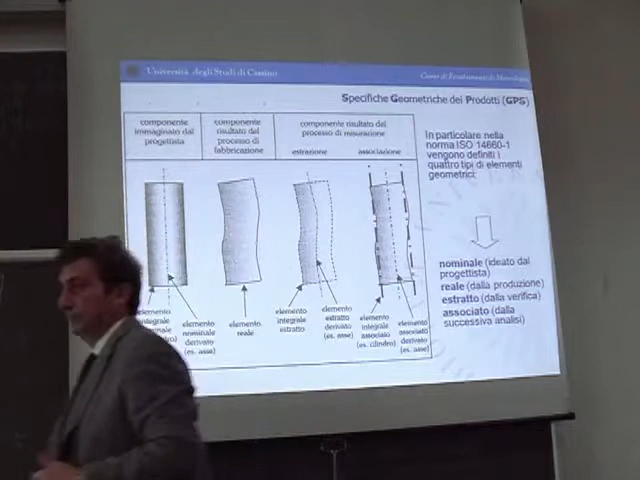 Università degli Studi di Cassino
Corso di Fondamenti di Metrologia
Specifiche Geometriche dei Prodotti (GPS)
componente
immaginato dal
progettista
componente
risultato del
processo di
fabbricazione
componente risultato del
processo di misurazione
estrazione
associazione
In particolare nella
norma ISO 14660-1
vengono definiti i
quattro tipi di elementi
geometrici:
nominale (ideato dal
progettista)
reale (dalla produzione)
estratto (dalla verifica)
associato (dalla
successiva analisi)
elemento
nominale
derivato
(es. asse)
elemento
reale
elemento
integrale
estratto
elemento
estratto
derivato
(es. asse)
elemento
integrale
associato
(es. cilindro)
elemento
associato
derivato
(es. asse)